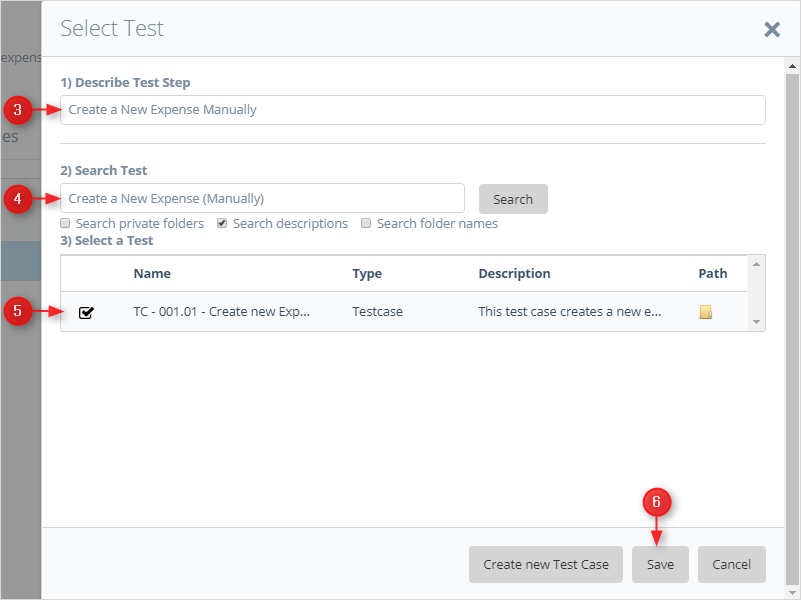 Select Test
expens
1) Describe Test Step
3
Create a New Expense Manually
es
2) Search Test
4
Create a New Expense (Manually)
Search
Search private folders
Search descriptions
Search folder names
3) Select a Test
Name Type Description Path
5
TC - 001.01 - Create new Exp... Testcase This test case creates a new e...
6
Create new Test Case
Save
Cancel